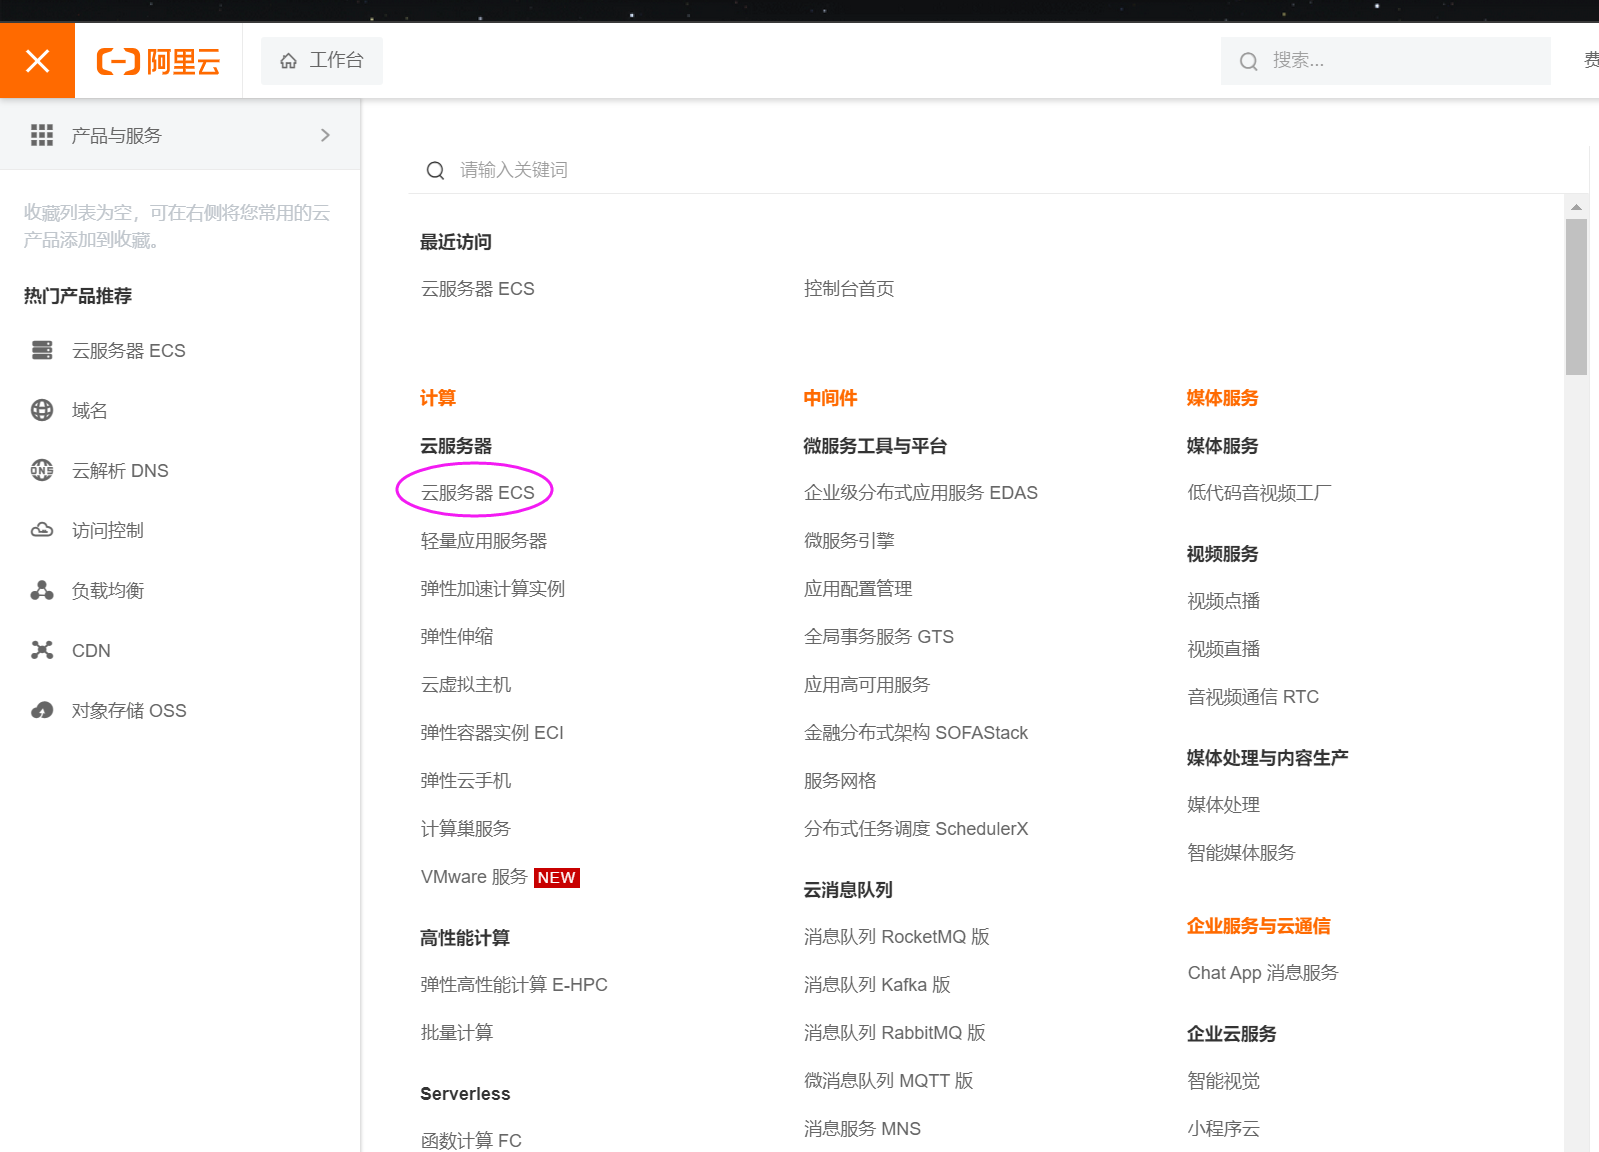 阿里云
工作台
搜索...
费
产品与服务
收藏列表为空，可在右侧将您常用的云
产品添加到收藏。
热门产品推荐
云服务器 ECS
域名
云解析 DNS
访问控制
负载均衡
CDN
对象存储 OSS
请输入关键词
最近访问
云服务器 ECS
控制台首页
计算
云服务器
云服务器 ECS
轻量应用服务器
弹性加速计算实例
弹性伸缩
云虚拟主机
弹性容器实例 ECI
弹性云手机
计算巢服务
VMware 服务 NEW
高性能计算
弹性高性能计算 E-HPC
批量计算
Serverless
函数计算 FC
中间件
微服务工具与平台
企业级分布式应用服务 EDAS
微服务引擎
应用配置管理
全局事务服务 GTS
应用高可用服务
金融分布式架构 SOFAStack
服务网格
分布式任务调度 SchedulerX
云消息队列
消息队列 RocketMQ 版
消息队列 Kafka 版
消息队列 RabbitMQ 版
微消息队列 MQTT 版
消息服务 MNS
媒体服务
媒体服务
低代码音视频工厂
视频服务
视频点播
视频直播
音视频通信 RTC
媒体处理与内容生产
媒体处理
智能媒体服务
企业服务与云通信
Chat App 消息服务
企业云服务
智能视觉
小程序云